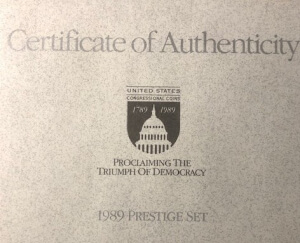 Certificate of Authenticity
UNITED STATES
CONGRESSIONAL COINS
1789 1989
PROCLAIMING THE
TRIUMPH OF DEMOCRACY
1989 PRESTIGE SET